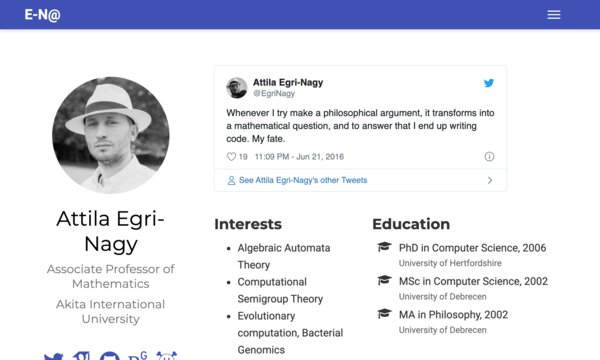 E-N@
Attila Egri-Nagy
@EgriNagy
Whenever I try make a philosophical argument, it transforms into
a mathematical question, and to answer that I end up writing
code. My fate.
19 11:09 PM - Jun 21, 2016
See Attila Egri-Nagy's other Tweets
Attila Egri-
Nagy
Associate Professor of
Mathematics
Akita International
University
Interests
Algebraic Automata
Theory
Computational
Semigroup Theory
Evolutionary
computation, Bacterial
Genomics
Education
PhD in Computer Science, 2006
University of Hertfordshire
MSc in Computer Science, 2002
University of Debrecen
MA in Philosophy, 2002
University of Debrecen